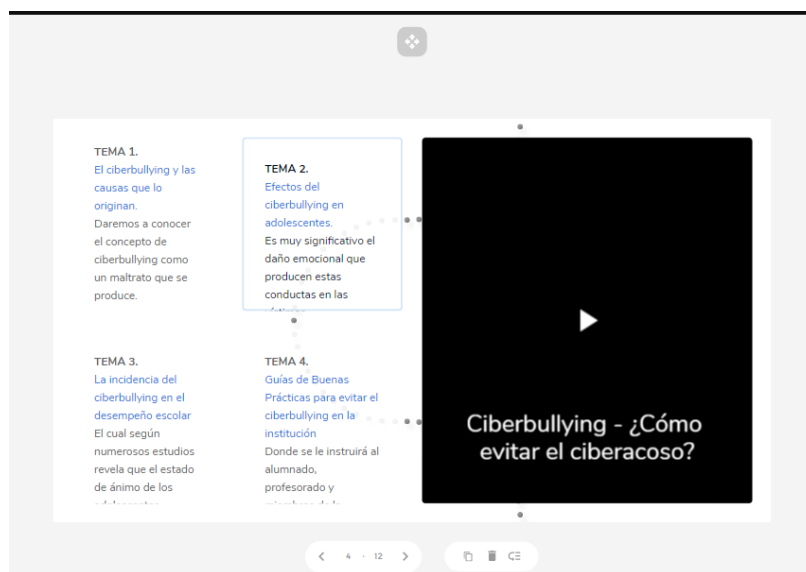 TEMA 1.
El ciberbullying y las
causas que lo
originan.
Daremos a conocer
el concepto de
ciberbullying como
un maltrato que se
produce.
TEMA 2.
Efectos del
ciberbullying en
adolescentes.
Es muy significativo el
daño emocional que
producen estas
conductas en las
TEMA 3.
La incidencia del
ciberbullying en el
desempeño escolar
El cual según
numerosos estudios
revela que el estado
de ánimo de los
TEMA 4.
Guías de Buenas
Prácticas para evitar el
ciberbullying en la
institución
Donde se le instruirá al
alumnado,
profesorado y
Ciberbullying - ¿Cómo
evitar el ciberacoso?
4 - 12